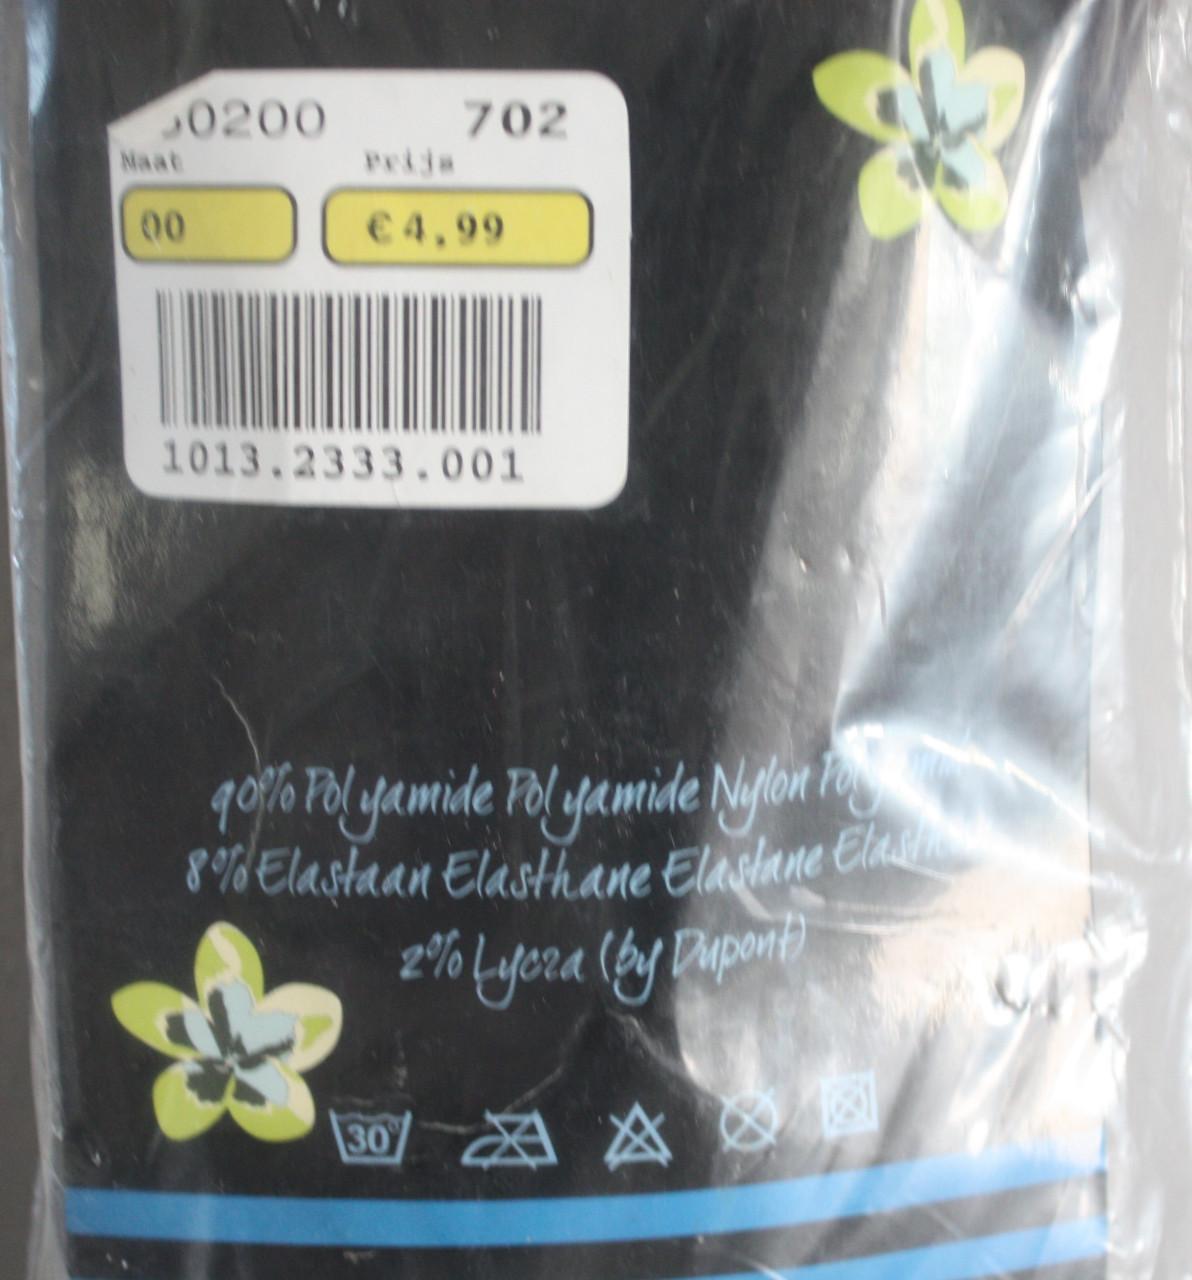 0200 702
Maat Prijs
00 €4.99
1013.2333.001
90% Polyamide Polyamide Nylon
8% Elastaan Elasthane Elastane
2% Lycra (by Dupont)
30°